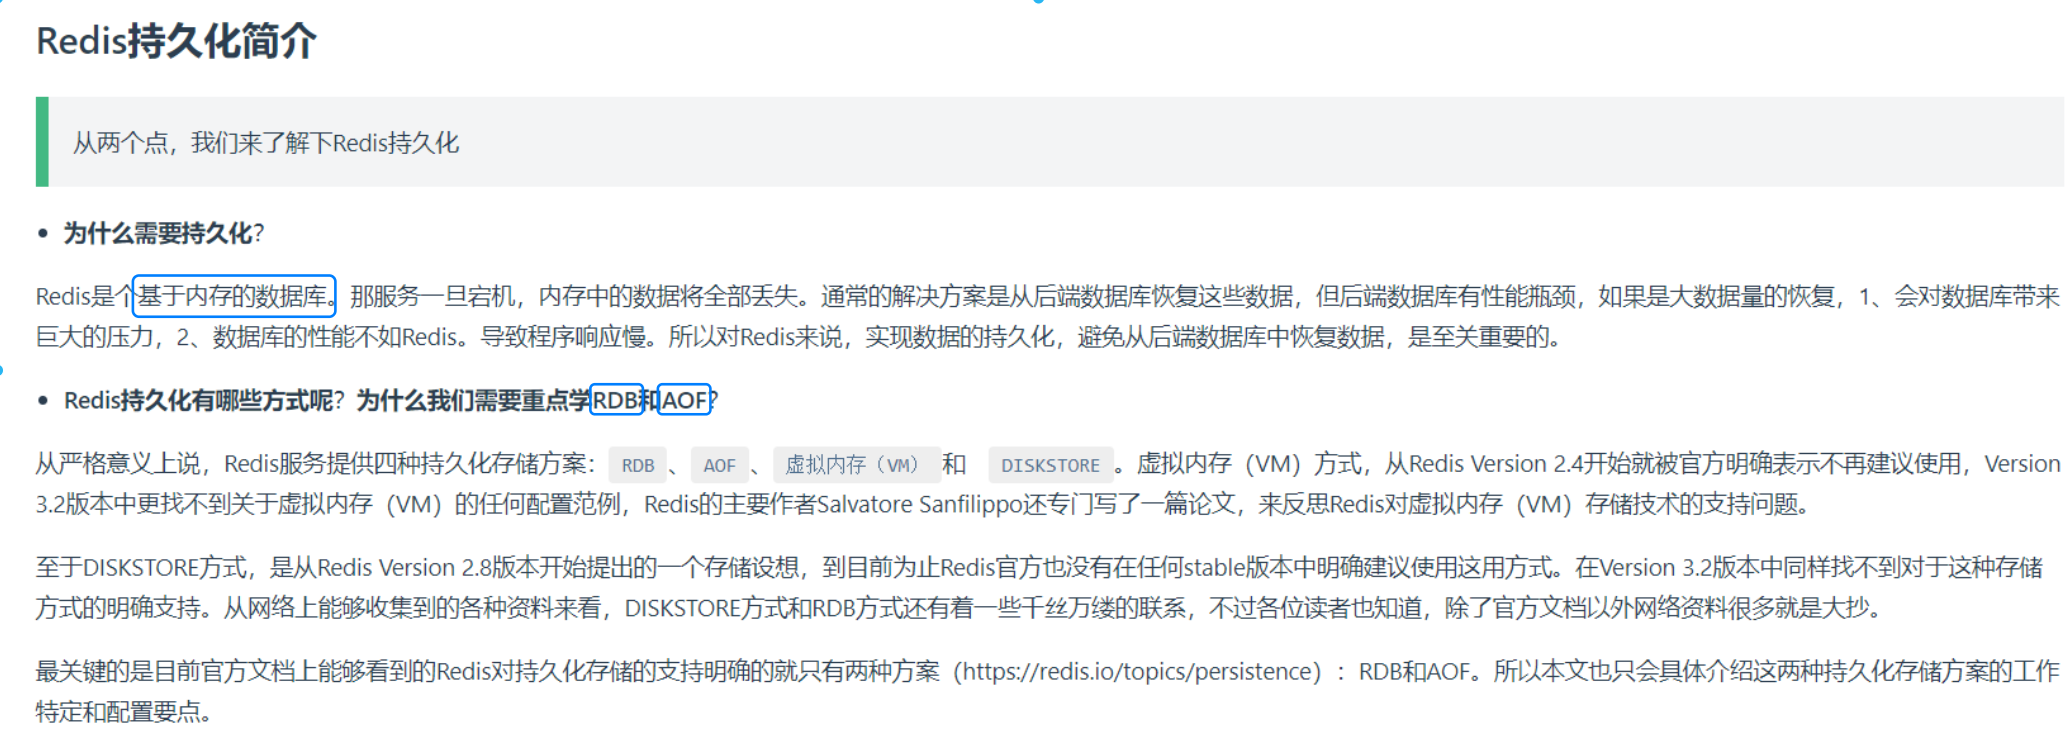 Redis持久化简介
从两个点，我们来了解下Redis持久化
• 为什么需要持久化？
Redis是个基于内存的数据库。那服务一旦宕机，内存中的数据将全部丢失。通常的解决方案是从后端数据库恢复这些数据，但后端数据库有性能瓶颈，如果是大数据量的恢复，1、会对数据库带来
巨大的压力，2、数据库的性能不如Redis。导致程序响应慢。所以对Redis来说，实现数据的持久化，避免从后端数据库中恢复数据，是至关重要的。
• Redis持久化有哪些方式呢？为什么我们需要重点学RDB和AOF？
从严格意义上说，Redis服务提供四种持久化存储方案：RDB、AOF、虚拟内存（VM）和 DISKSTORE。虚拟内存（VM）方式，从Redis Version 2.4开始就被官方明确表示不再建议使用，Version
3.2版本中更找不到关于虚拟内存（VM）的任何配置范例，Redis的主要作者Salvatore Sanfilippo还专门写了一篇论文，来反思Redis对虚拟内存（VM）存储技术的支持问题。
至于DISKSTORE方式，是从Redis Version 2.8版本开始提出的一个存储设想，到目前为止Redis官方也没有在任何stable版本中明确建议使用这用方式。在Version 3.2版本中同样找不到对于这种存储
方式的明确支持。从网络上能够收集到的各种资料来看，DISKSTORE方式和RDB方式还有着一些千丝万缕的联系，不过各位读者也知道，除了官方文档以外网络资料很多就是大抄。
最关键的是目前官方文档上能够看到的Redis对持久化存储的支持明确的就只有两种方案（https://redis.io/topics/persistence）：RDB和AOF。所以本文也只会具体介绍这两种持久化存储方案的工作
特定和配置要点。